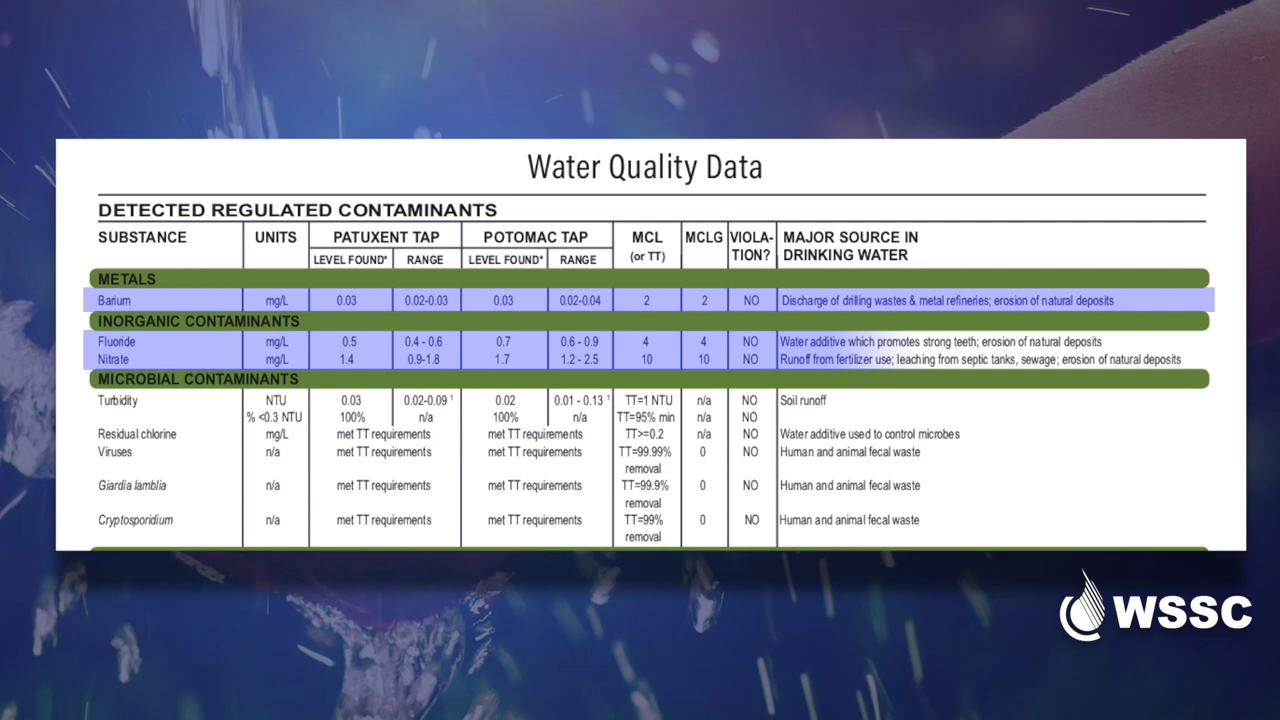 Water Quality Data
DETECTED REGULATED CONTAMINANTS
SUBSTANCE UNITS PATUXENT TAP POTOMAC TAP MCL MCLG VIOLA- MAJOR SOURCE IN
LEVEL FOUND* RANGE LEVEL FOUND* RANGE (or TT) TION? DRINKING WATER
METALS
Barium mg/L 0.03 0.02-0.03 0.03 0.02-0.04 2 2 NO Discharge of drilling wastes & metal refineries; erosion of natural deposits
INORGANIC CONTAMINANTS
Fluoride mg/L 0.5 0.4 - 0.6 0.7 0.6 - 0.9 4 4 NO Water additive which promotes strong teeth; erosion of natural deposits
Nitrate mg/L 1.4 0.9-1.8 1.7 1.2 - 2.5 10 10 NO Runoff from fertilizer use; leaching from septic tanks, sewage; erosion of natural deposits
MICROBIAL CONTAMINANTS
Turbidity NTU 0.03 0.02-0.09 ¹ 0.02 0.01 - 0.13 ¹ TT=1 NTU n/a NO Soil runoff
% <0.3 NTU 100% n/a 100% n/a TT=95% min n/a NO
Residual chlorine mg/L met TT requirements met TT requirements TT>=0.2 n/a NO Water additive used to control microbes
Viruses n/a met TT requirements met TT requirements TT=99.99% 0 NO Human and animal fecal waste
removal
Giardia lamblia n/a met TT requirements met TT requirements TT=99.9% 0 NO Human and animal fecal waste
removal
Cryptosporidium n/a met TT requirements met TT requirements TT=99% 0 NO Human and animal fecal waste
removal
WSSC